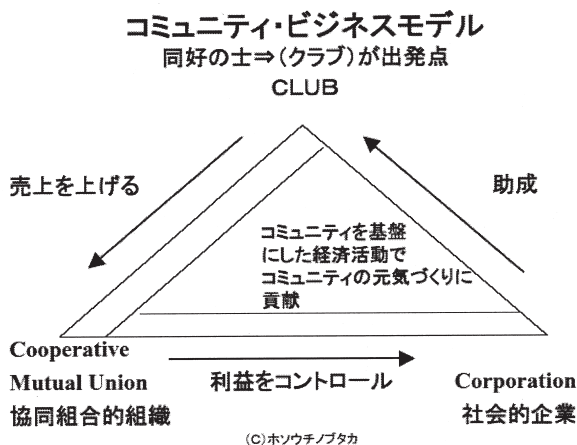 コミュニティ・ビジネスモデル
同好の士⇒(クラブ)が出発点
CLUB
売上を上げる
助成
コミュニティを基盤
にした経済活動で
コミュニティの元気づくりに
貢献
Cooperative
Mutual Union
協同組合的組織
利益をコントロール
Corporation
社会的企業
(C)ホソウチノブタカ